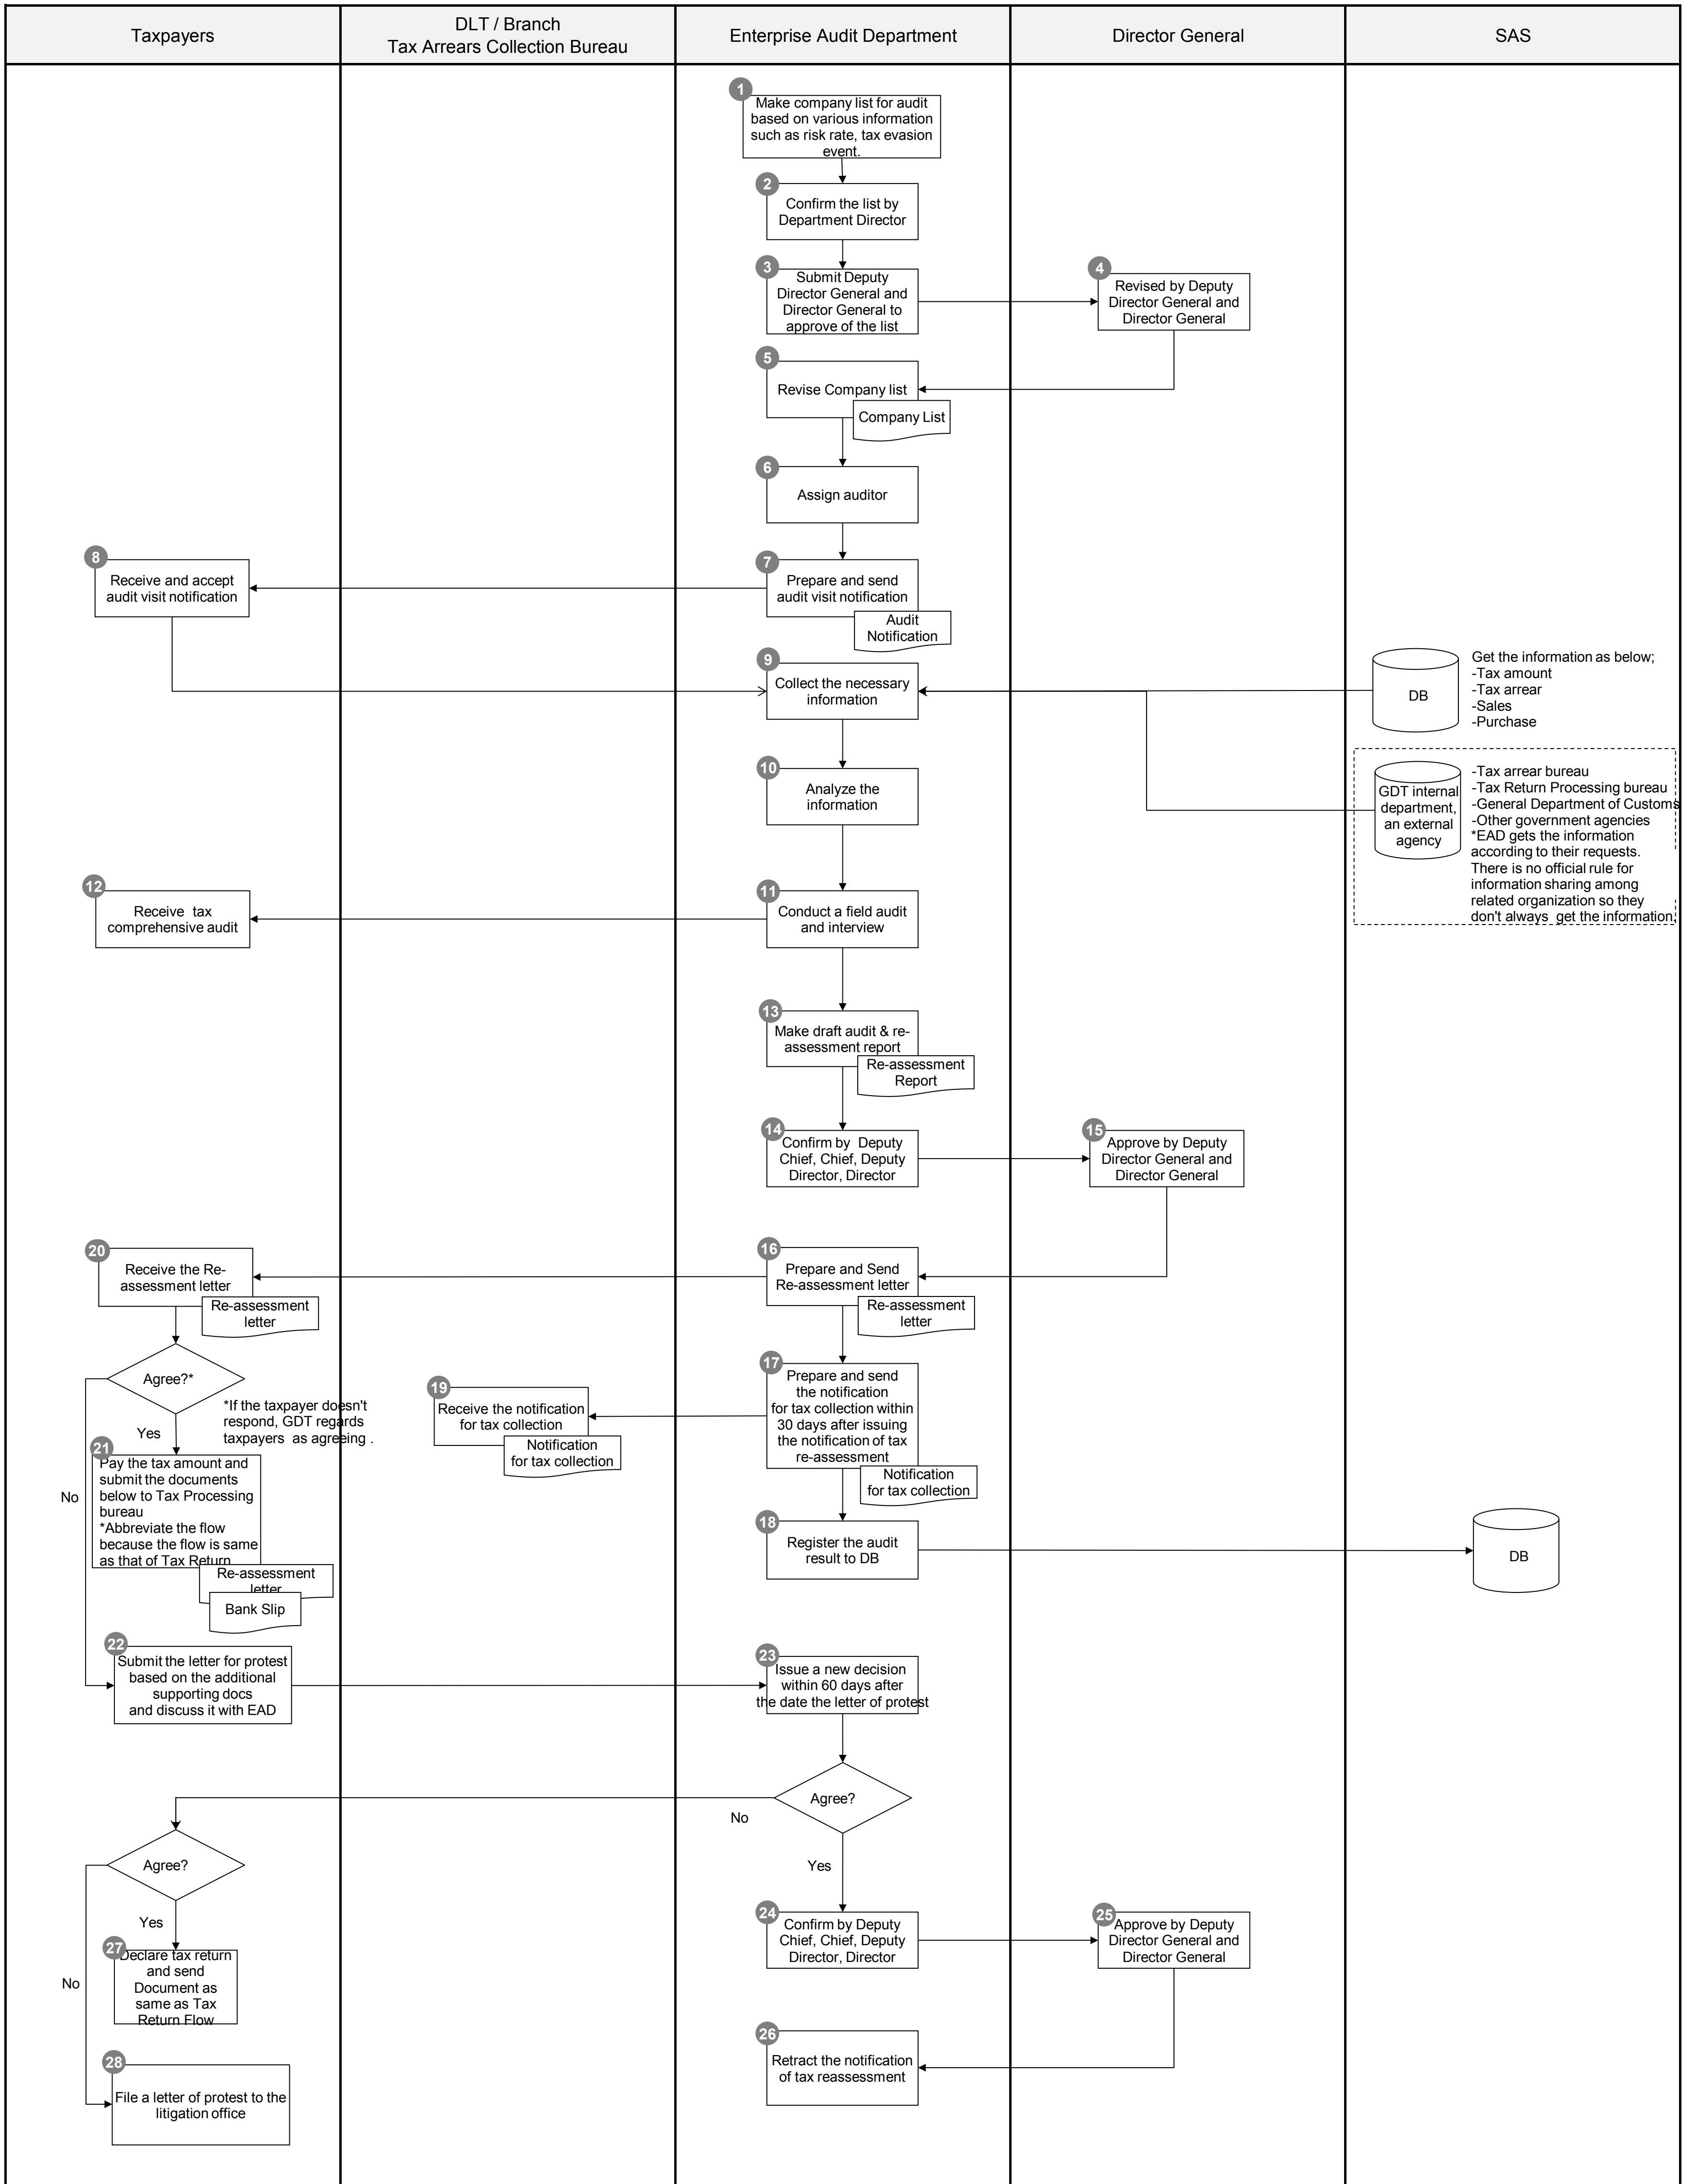 Taxpayers
DLT / Branch
Tax Arrears Collection Bureau
Enterprise Audit Department
Director General
SAS
1
Make company list for audit
based on various information
such as risk rate, tax evasion
event.
2
Confirm the list by
Department Director
3
Submit Deputy
Director General and
Director General to
approve of the list
4
Revised by Deputy
Director General and
Director General
5
Revise Company list
Company List
6
Assign auditor
7
Prepare and send
audit visit notification
Audit
Notification
8
Receive and accept
audit visit notification
9
Collect the necessary
information
DB
Get the information as below;
-Tax amount
-Tax arrear
-Sales
-Purchase
GDT internal
department,
an external
agency
-Tax arrear bureau
-Tax Return Processing bureau
-General Department of Customs
-Other government agencies
*EAD gets the information
according to their requests.
There is no official rule for
information sharing among
related organization so they
don't always get the information.
10
Analyze the
information
11
Conduct a field audit
and interview
12
Receive tax
comprehensive audit
13
Make draft audit & re-
assessment report
Re-assessment
Report
14
Confirm by Deputy
Chief, Chief, Deputy
Director, Director
15
Approve by Deputy
Director General and
Director General
16
Prepare and Send
Re-assessment letter
Re-assessment
letter
20
Receive the Re-
assessment letter
Re-assessment
letter
Agree?*
*If the taxpayer doesn't
respond, GDT regards
taxpayers as agreeing .
Yes
No
17
Prepare and send
the notification
for tax collection within
30 days after issuing
the notification of tax
re-assessment
Notification
for tax collection
19
Receive the notification
for tax collection
Notification
for tax collection
21
Pay the tax amount and
submit the documents
below to Tax Processing
bureau
*Abbreviate the flow
because the flow is same
as that of Tax Return
Re-assessment
letter
Bank Slip
18
Register the audit
result to DB
DB
22
Submit the letter for protest
based on the additional
supporting docs
and discuss it with EAD
23
Issue a new decision
within 60 days after
the date the letter of protest
Agree?
No
Yes
Agree?
Yes
No
24
Confirm by Deputy
Chief, Chief, Deputy
Director, Director
25
Approve by Deputy
Director General and
Director General
27
Declare tax return
and send
Document as
same as Tax
Return Flow
26
Retract the notification
of tax reassessment
28
File a letter of protest to the
litigation office